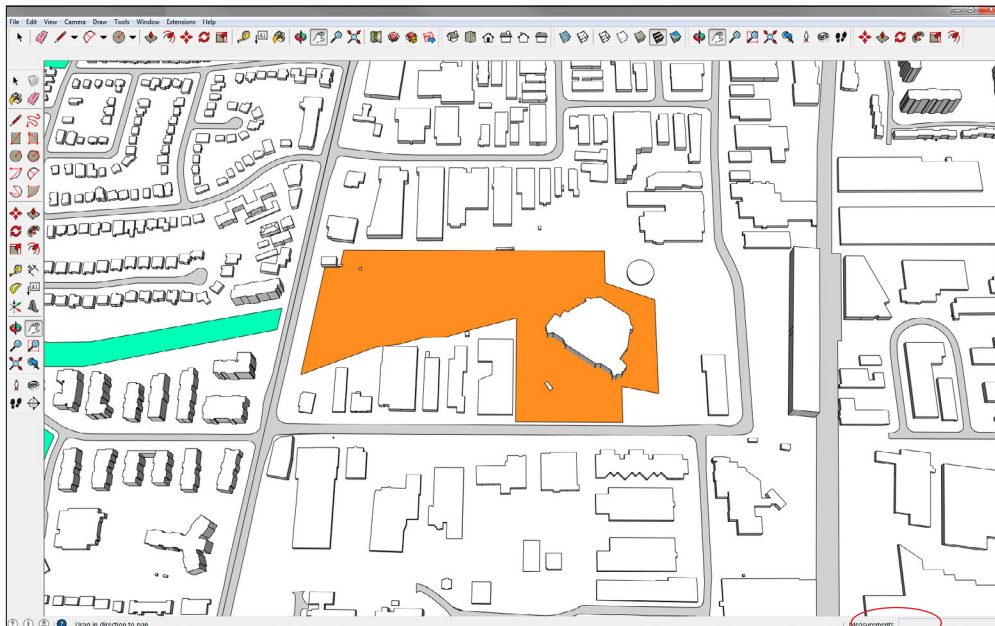 File Edit View Camera Draw Tools Window Extensions Help
Drag in direction to pan
Measurements